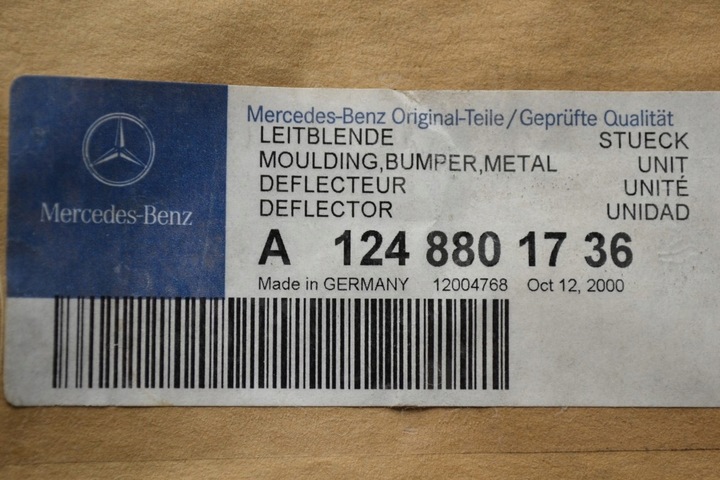 Mercedes-Benz Original-Teile/Geprüfte Qualität
LEITBLENDE STUECK
MOULDING,BUMPER,METAL UNIT
DEFLECTEUR UNITÉ
DEFLECTOR UNIDAD
Mercedes-Benz
A 124 880 17 36
Made in GERMANY 12004768 Oct 12, 2000